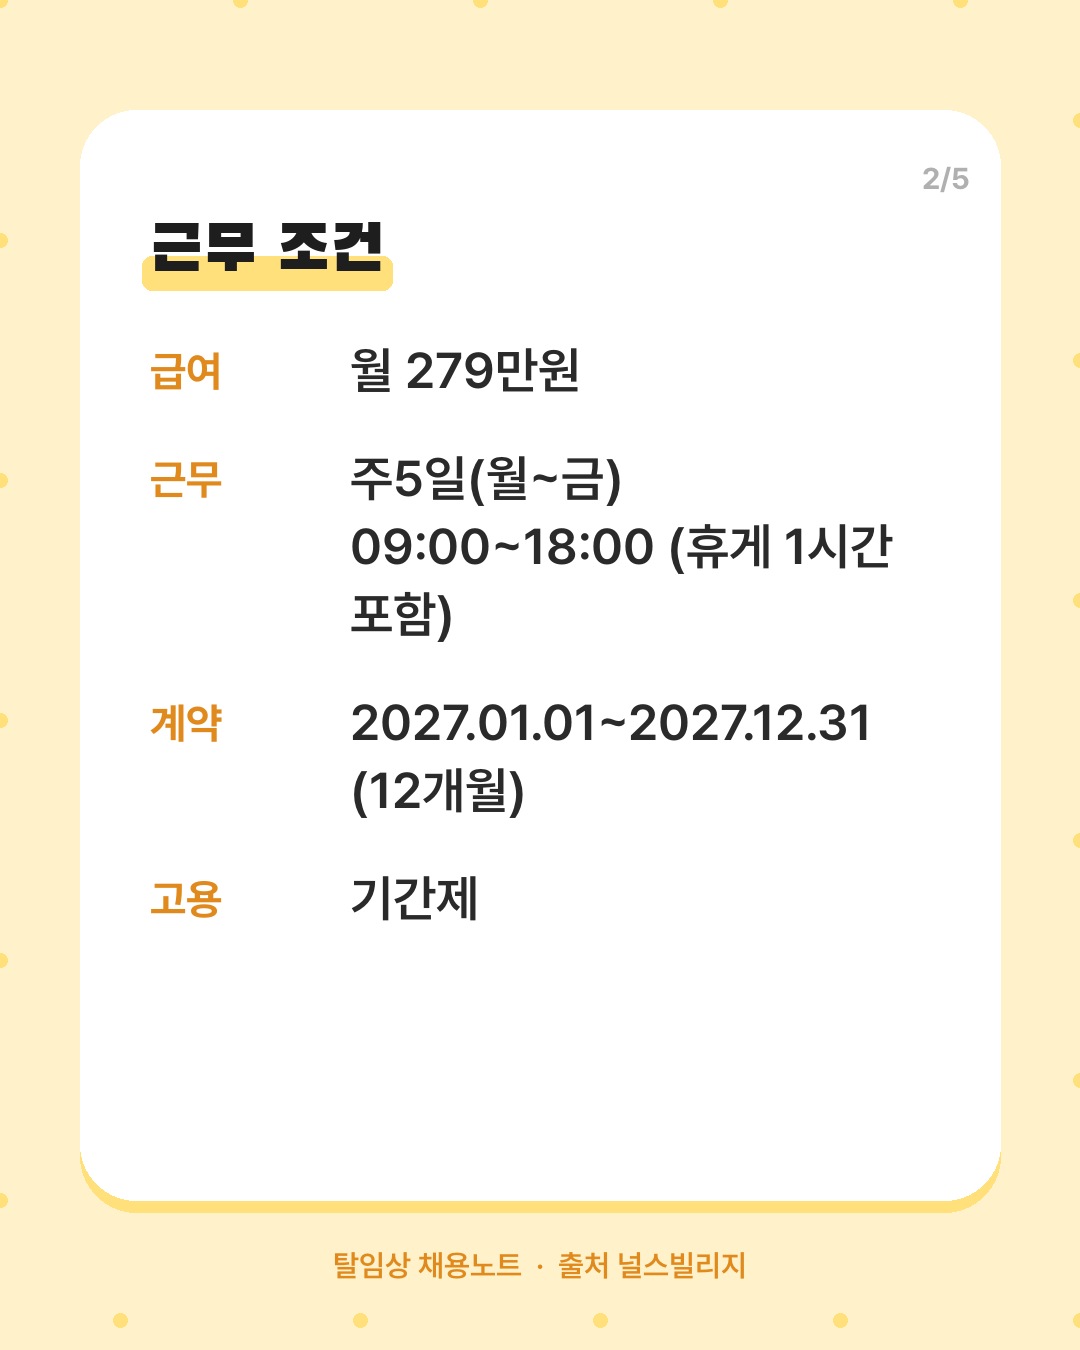 2/5
근무 조건
급여 월 279만원
근무 주5일(월~금)
09:00~18:00 (휴게 1시간
포함)
계약 2027.01.01~2027.12.31
(12개월)
고용 기간제
탈임상 채용노트 · 출처 널스빌리지